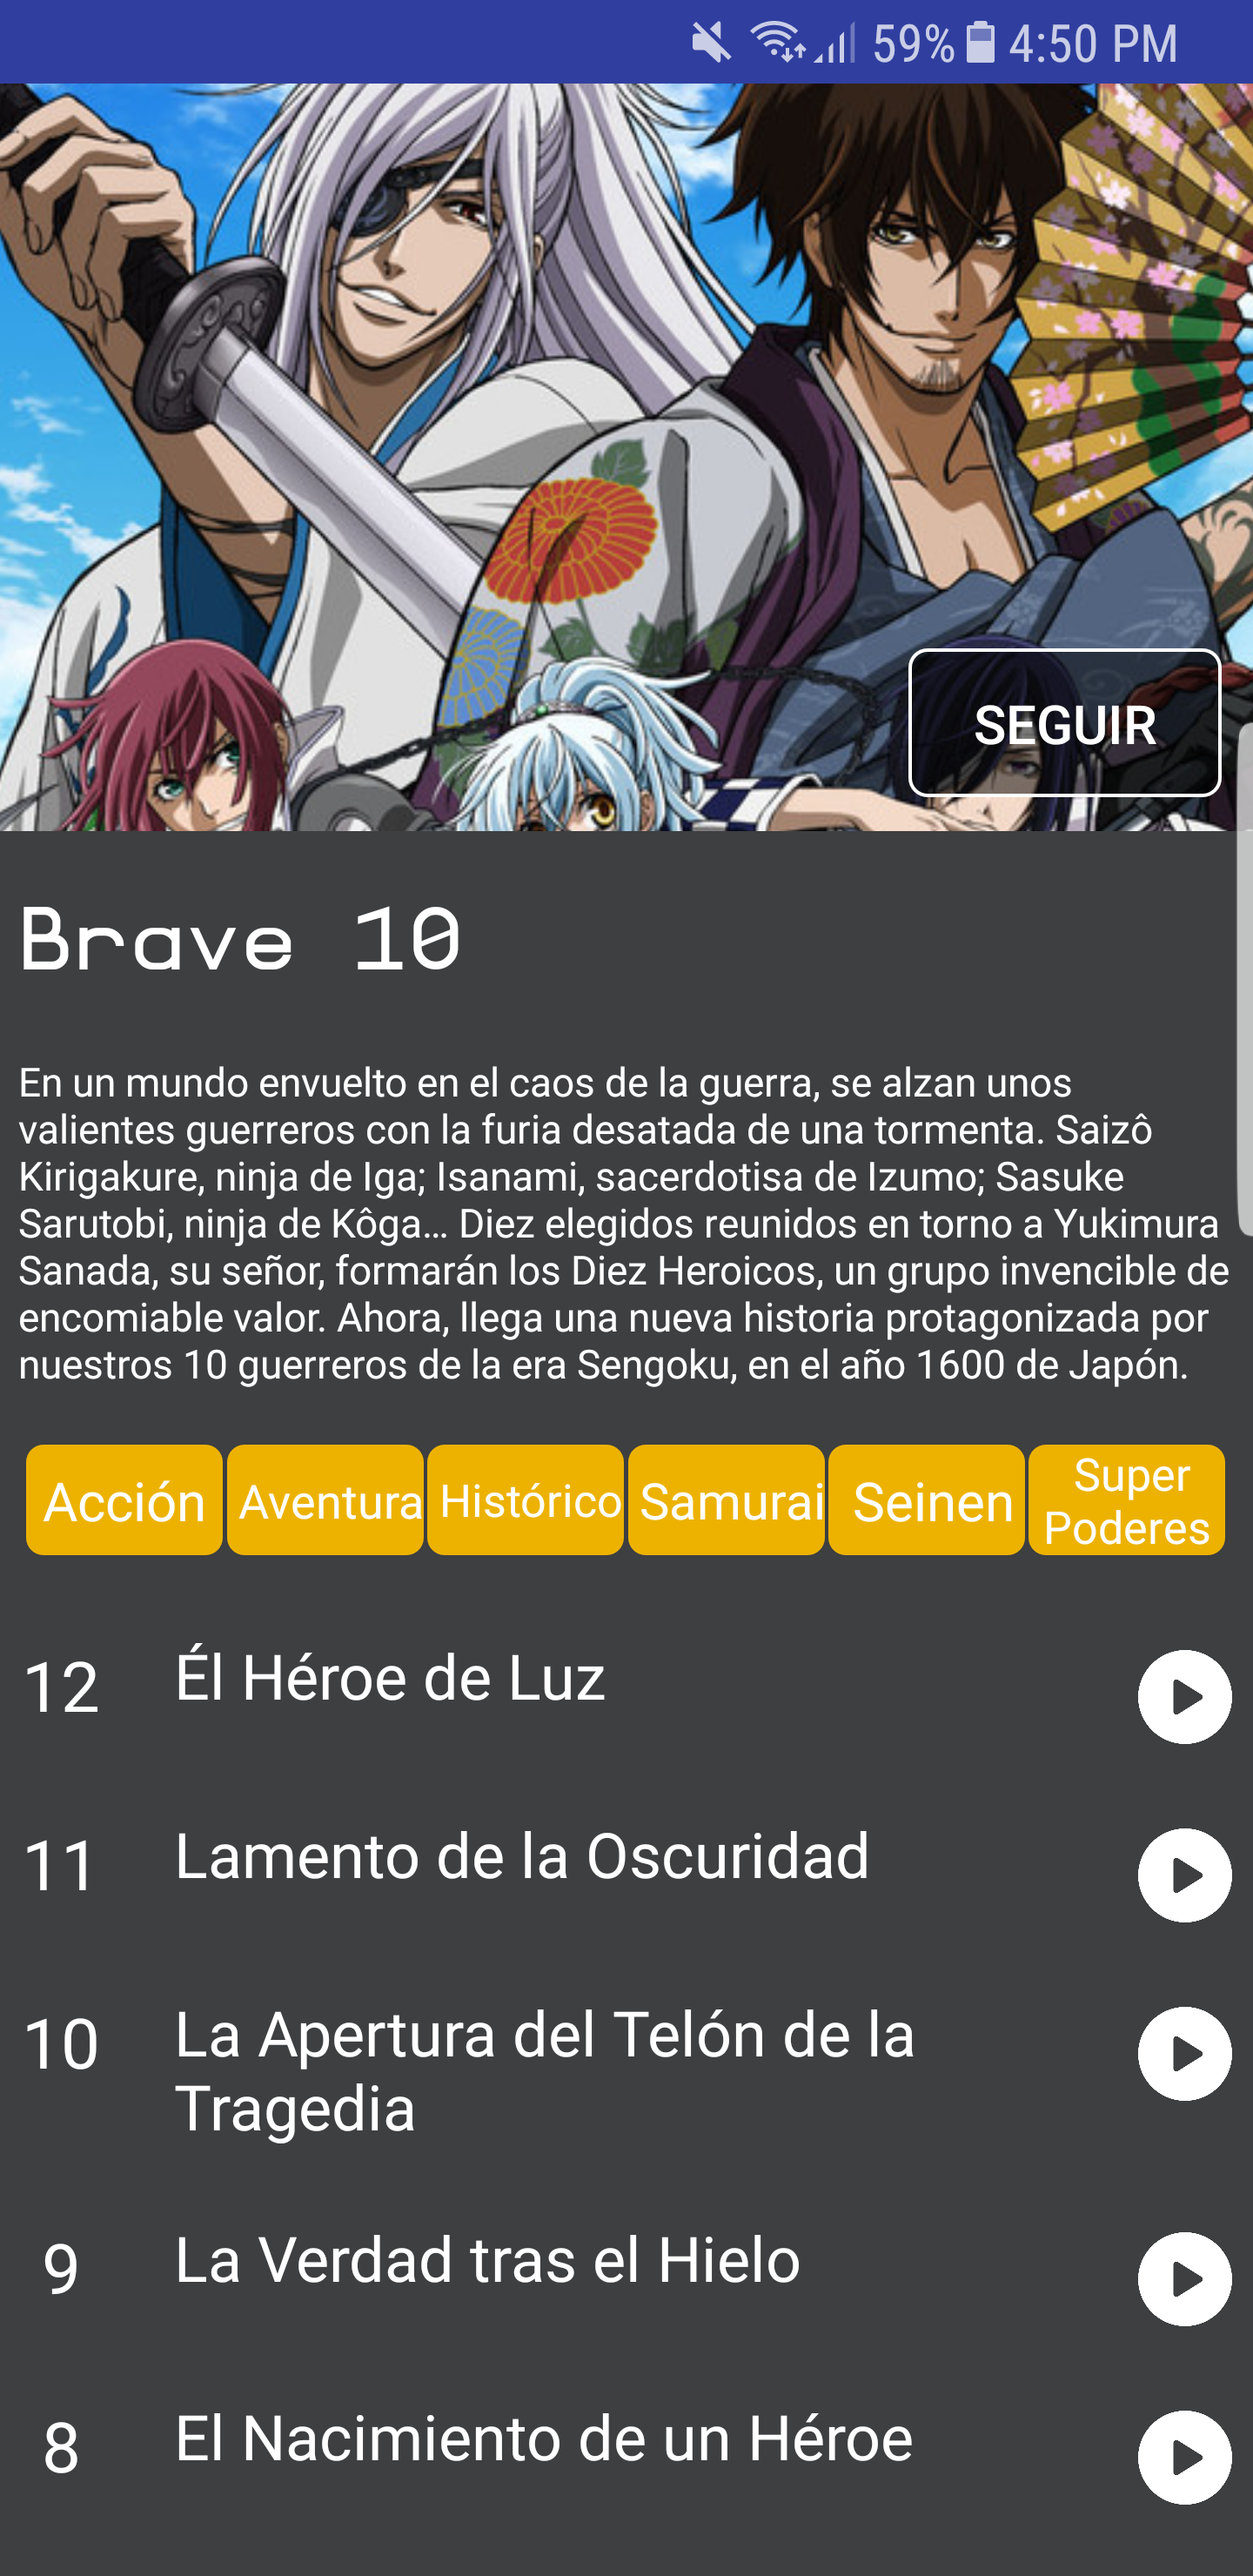 59% 4:50 PM
SEGUIR
Brave 10
En un mundo envuelto en el caos de la guerra, se alzan unos
valientes guerreros con la furia desatada de una tormenta. Saizô
Kirigakure, ninja de Iga; Isanami, sacerdotisa de Izumo; Sasuke
Sarutobi, ninja de Kôga... Diez elegidos reunidos en torno a Yukimura
Sanada, su señor, formarán los Diez Heroicos, un grupo invencible de
encomiable valor. Ahora, llega una nueva historia protagonizada por
nuestros 10 guerreros de la era Sengoku, en el año 1600 de Japón.
Acción Aventura Histórico Samurai Seinen Super Poderes
12 Él Héroe de Luz
11 Lamento de la Oscuridad
10 La Apertura del Telón de la
Tragedia
9 La Verdad tras el Hielo
8 El Nacimiento de un Héroe